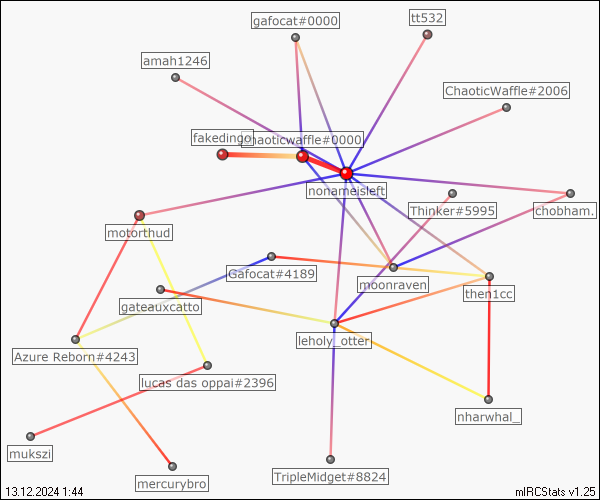 gafocat#0000
tt532
amah1246
ChaoticWaffle#2006
fakedingo
chaoticwaffle#0000
nonameisleft
Thinker#5995
chobham.
motorthud
Gafocat#4189
moonraven
then1cc
gateauxcatto
leholy_otter
Azure Reborn#4243
lucas das oppai#2396
nharwhal_
mukszi
TripleMidget#8824
mercurybro
13.12.2024 1:44
mIRCStats v1.25